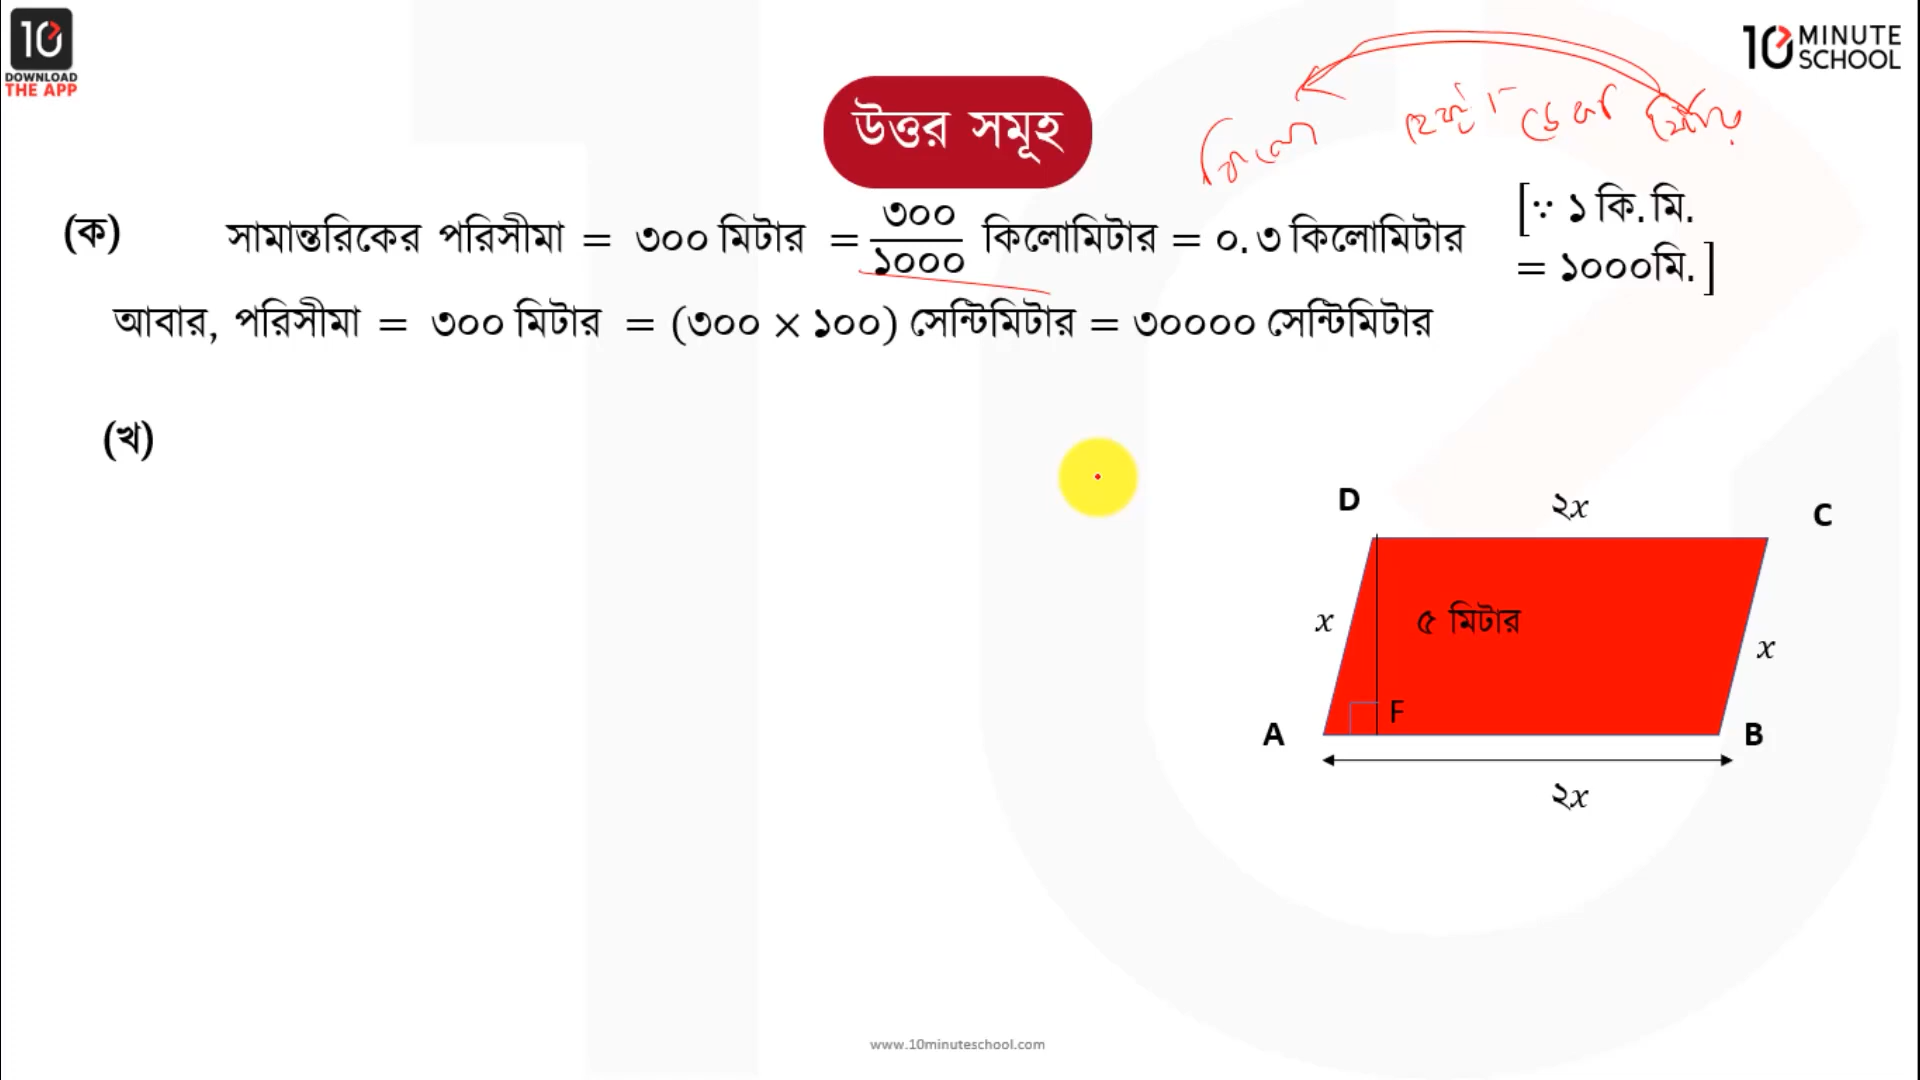 10
DOWNLOAD
THE APP
10 MINUTE
SCHOOL
উত্তর সমূহ
কিলো হেক্টো ডেকা মিটার
(ক) সামান্তরিকের পরিসীমা = ৩০০ মিটার = ৩০০/১০০০ কিলোমিটার = ০.৩ কিলোমিটার [∵ ১ কি.মি.
= ১০০০মি.]
আবার, পরিসীমা = ৩০০ মিটার = (৩০০ × ১০০) সেন্টিমিটার = ৩০০০০ সেন্টিমিটার
(খ)
D ২x C
x ৫ মিটার x
A F B
২x
www.10minuteschool.com